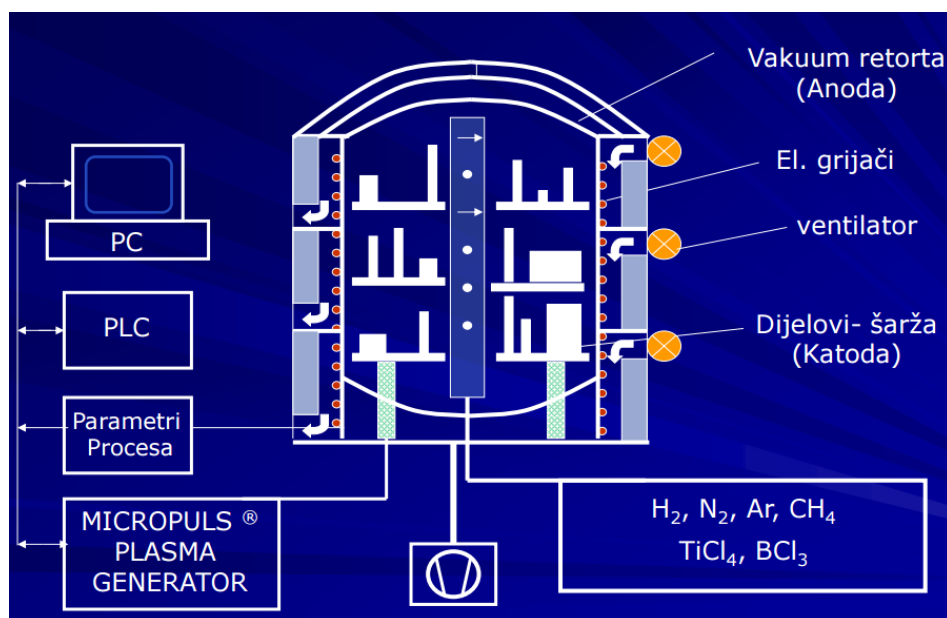 Vakuum retorta
(Anoda)
El. grijači
ventilator
Dijelovi- šarža
(Katoda)
PC
PLC
Parametri
Procesa
MICROPULS ®
PLASMA
GENERATOR
H₂, N₂, Ar, CH₄
TiCl₄, BCl₃